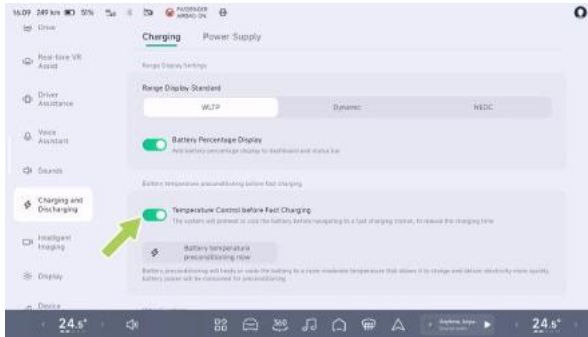 16:09 249 km 51%
PASSENGER
AIRBAG ON
Drive
Charging Power Supply
Real-time VR
Assist
Range Display Settings
Driver
Assistance
Range Display Standard
WLTP Dynamic NEDC
Voice
Assistant
Battery Percentage Display
Add battery percentage display to dashboard and status bar
Sounds
Battery temperature preconditioning before fast charging
Charging and
Discharging
Temperature Control before Fast Charging
The system will preheat or cool the battery before navigating to a fast charging station, to reduce the charging time
Intelligent
Imaging
Battery temperature
preconditioning now
Display
Battery preconditioning will heats or cools the battery to a more moderate temperature that allows it to charge and deliver electricity more quickly,
battery power will be consumed for preconditioning
Device
24.5° 360 24.5°